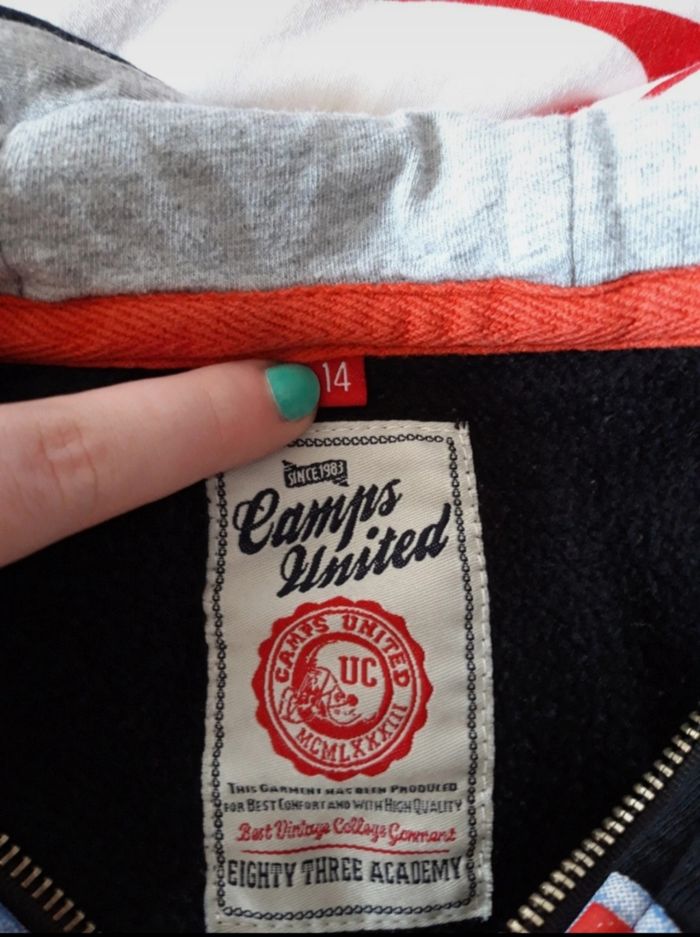 14
SINCE 1983
Camps
United
CAMPS UNITED
UC
MCMLXXXIII
THIS GARMENT HAS BEEN PRODUCED
FOR BEST CONFORT AND WITH HIGH QUALITY
Best Vintage College Garment
EIGHTY THREE ACADEMY